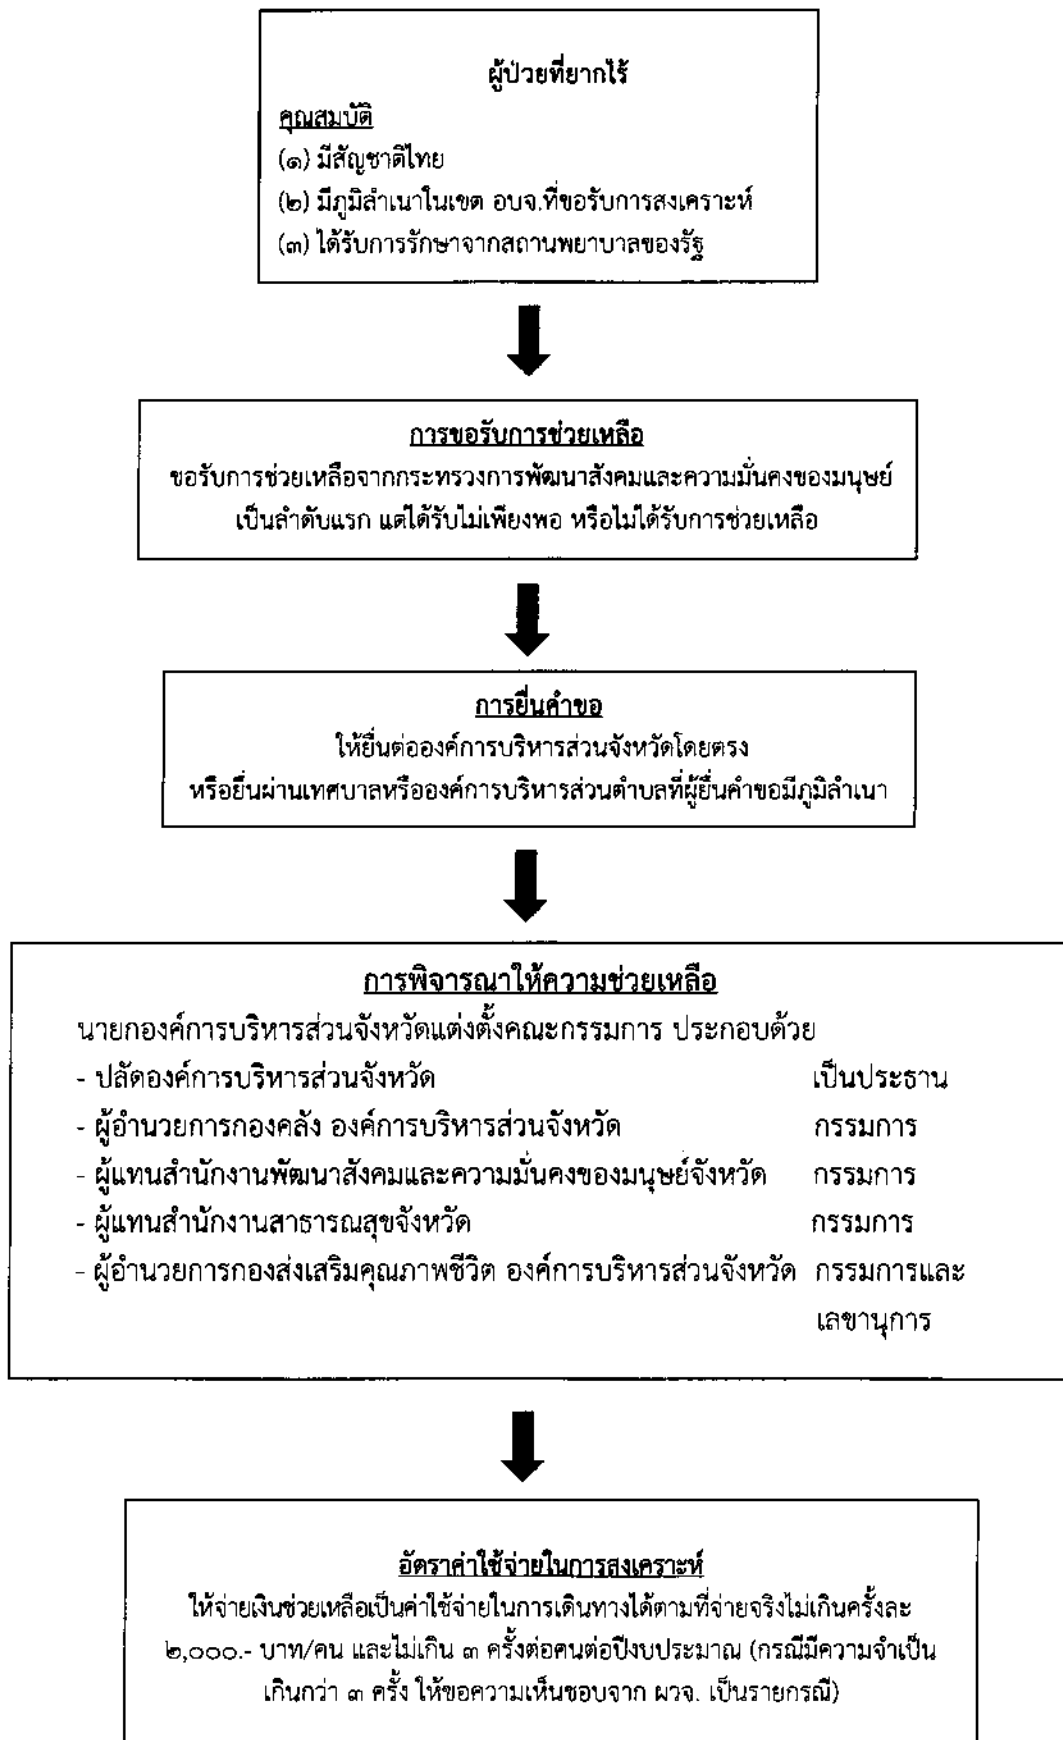 ผู้ป่วยที่ยากไร้
คุณสมบัติ
(๑) มีสัญชาติไทย
(๒) มีภูมิลำเนาในเขต อบจ.ที่ขอรับการสงเคราะห์
(๓) ได้รับการรักษาจากสถานพยาบาลของรัฐ
การขอรับการช่วยเหลือ
ขอรับการช่วยเหลือจากกระทรวงการพัฒนาสังคมและความมั่นคงของมนุษย์
เป็นลำดับแรก แต่ได้รับไม่เพียงพอ หรือไม่ได้รับการช่วยเหลือ
การยื่นคำขอ
ให้ยื่นต่อองค์การบริหารส่วนจังหวัดโดยตรง
หรือยื่นผ่านเทศบาลหรือองค์การบริหารส่วนตำบลที่ผู้ยื่นคำขอมีภูมิลำเนา
การพิจารณาให้ความช่วยเหลือ
นายกองค์การบริหารส่วนจังหวัดแต่งตั้งคณะกรรมการ ประกอบด้วย
- ปลัดองค์การบริหารส่วนจังหวัด เป็นประธาน
- ผู้อำนวยการกองคลัง องค์การบริหารส่วนจังหวัด กรรมการ
- ผู้แทนสำนักงานพัฒนาสังคมและความมั่นคงของมนุษย์จังหวัด กรรมการ
- ผู้แทนสำนักงานสาธารณสุขจังหวัด กรรมการ
- ผู้อำนวยการกองส่งเสริมคุณภาพชีวิต องค์การบริหารส่วนจังหวัด กรรมการและ
เลขานุการ
อัตราค่าใช้จ่ายในการสงเคราะห์
ให้จ่ายเงินช่วยเหลือเป็นค่าใช้จ่ายในการเดินทางได้ตามที่จ่ายจริงไม่เกินครั้งละ
๒,๐๐๐.- บาท/คน และไม่เกิน ๓ ครั้งต่อคนต่อปีงบประมาณ (กรณีมีความจำเป็น
เกินกว่า ๓ ครั้ง ให้ขอความเห็นชอบจาก ผวจ. เป็นรายกรณี)